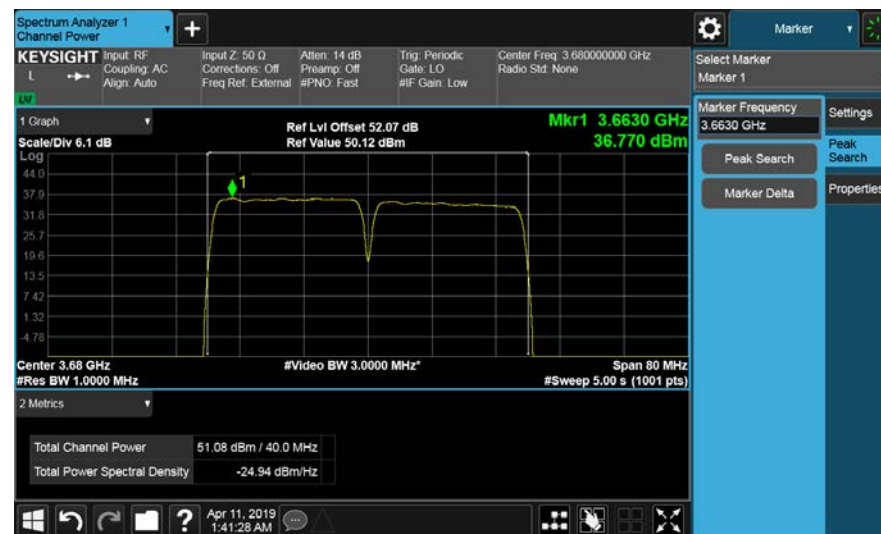 Spectrum Analyzer 1
Channel Power
Marker
KEYSIGHT
L
LXI
Input: RF
Coupling: AC
Align: Auto
Input Z: 50 Ω
Corrections: Off
Freq Ref: External
Atten: 14 dB
Preamp: Off
#PNO: Fast
Trig: Periodic
Gate: LO
#IF Gain: Low
Center Freq: 3.680000000 GHz
Radio Std: None
Select Marker
Marker 1
Marker Frequency
3.6630 GHz
Peak Search
Marker Delta
Settings
Peak
Search
Properties
1 Graph
Scale/Div 6.1 dB
Ref Lvl Offset 52.07 dB
Ref Value 50.12 dBm
Mkr1 3.6630 GHz
36.770 dBm
Log
44.0
37.9
31.8
25.7
19.6
13.5
7.42
1.32
-4.78
1
Center 3.68 GHz
#Video BW 3.0000 MHz*
Span 80 MHz
#Res BW 1.0000 MHz
#Sweep 5.00 s (1001 pts)
2 Metrics
Total Channel Power 51.08 dBm / 40.0 MHz
Total Power Spectral Density -24.94 dBm/Hz
?
Apr 11, 2019
1:41:28 AM